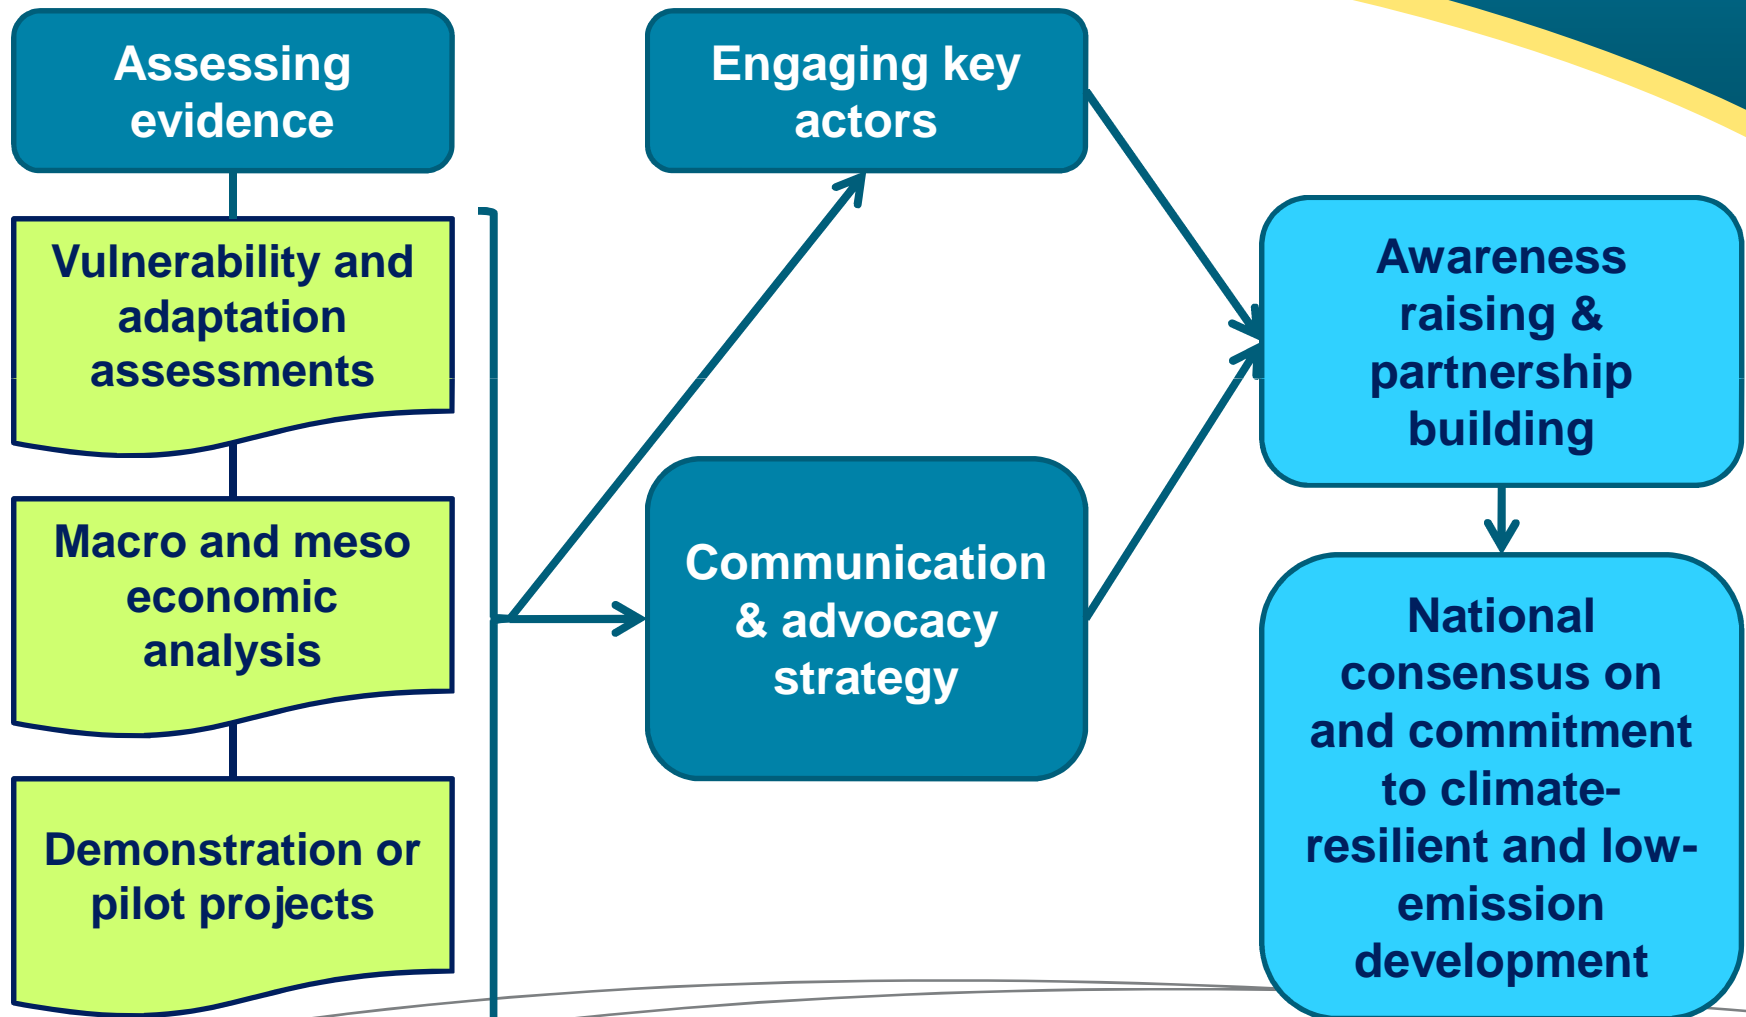 Assessing
evidence
Vulnerability and
adaptation
assessments
Macro and meso
economic
analysis
Demonstration or
pilot projects
Engaging key
actors
Communication
& advocacy
strategy
Awareness
raising &
partnership
building
National
consensus on
and commitment
to climate-
resilient and low-
emission
development